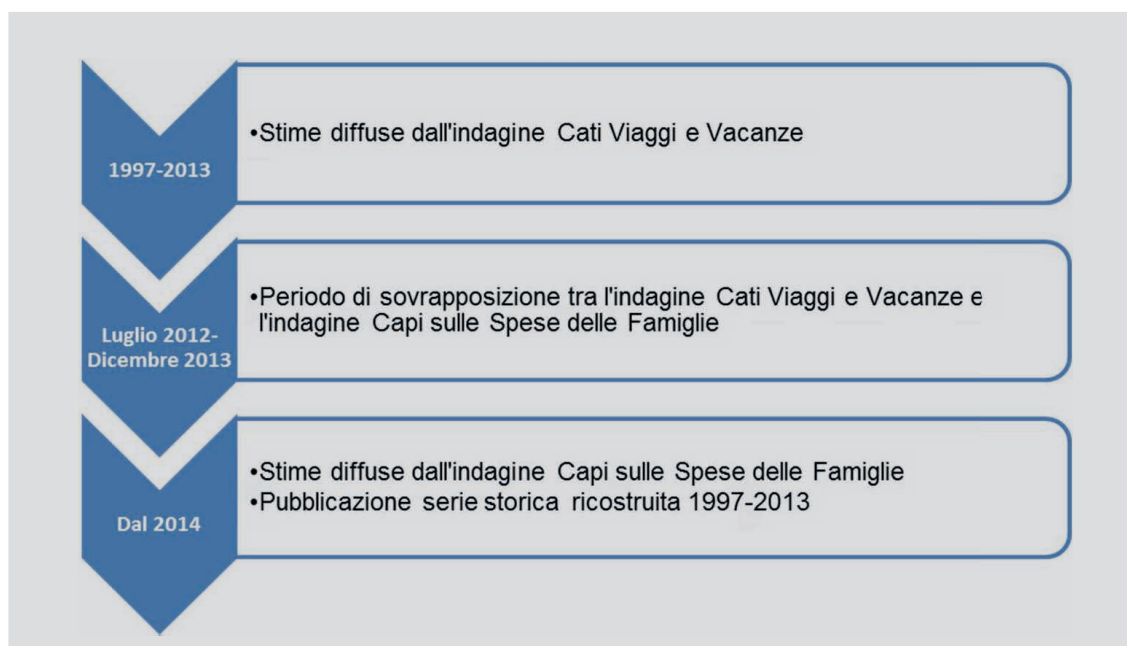 1997-2013
•Stime diffuse dall'indagine Cati Viaggi e Vacanze
Luglio 2012-
Dicembre 2013
•Periodo di sovrapposizione tra l'indagine Cati Viaggi e Vacanze e
l'indagine Capi sulle Spese delle Famiglie
Dal 2014
•Stime diffuse dall'indagine Capi sulle Spese delle Famiglie
•Pubblicazione serie storica ricostruita 1997-2013